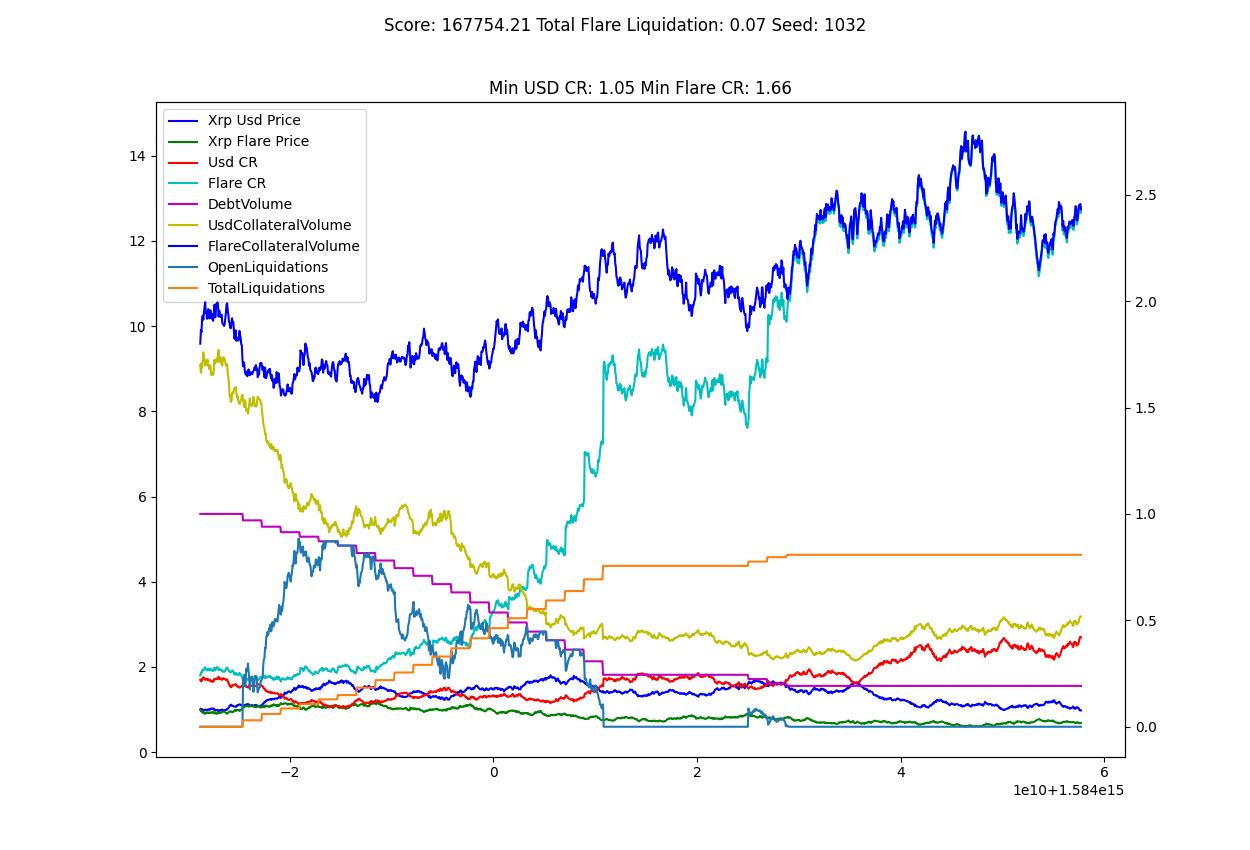 Score: 167754.21 Total Flare Liquidation: 0.07 Seed: 1032
Min USD CR: 1.05 Min Flare CR: 1.66
Xrp Usd Price
Xrp Flare Price
Usd CR
Flare CR
DebtVolume
UsdCollateralVolume
FlareCollateralVolume
OpenLiquidations
TotalLiquidations
14
12
10
8
6
4
2
0
2.5
2.0
1.5
1.0
0.5
0.0
−2
0
2
4
6
1e10+1.584e15